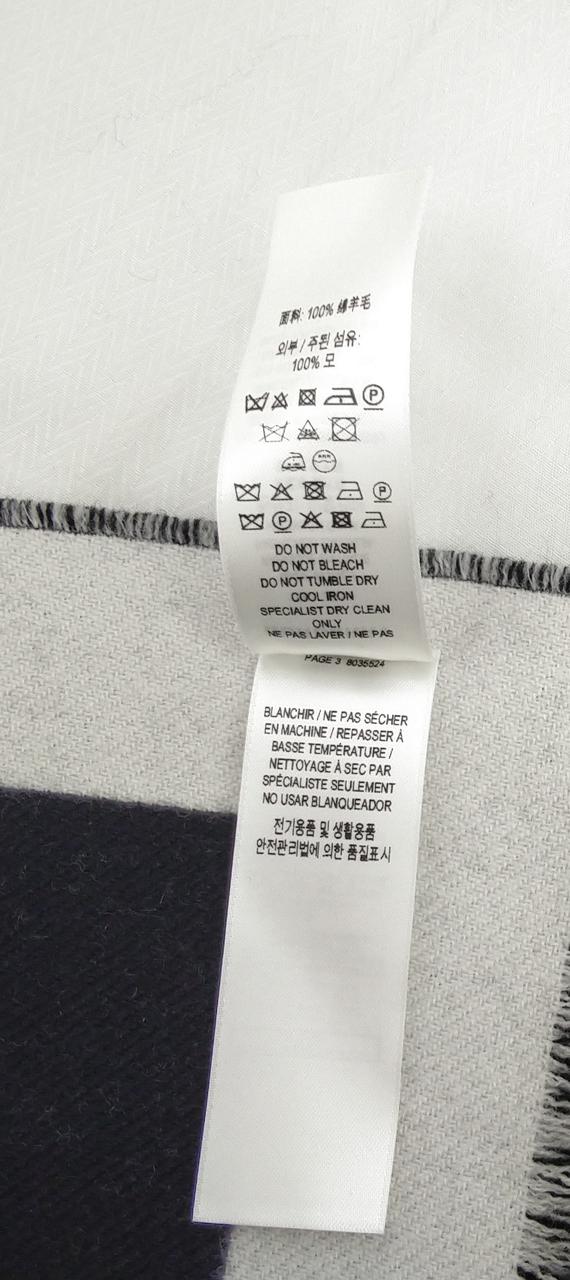 面料: 100% 绵羊毛
외부 / 주된 섬유:
100% 모
P
P
P
DO NOT WASH
DO NOT BLEACH
DO NOT TUMBLE DRY
COOL IRON
SPECIALIST DRY CLEAN
ONLY
NE PAS LAVER / NE PAS
PAGE 3 8035524
BLANCHIR / NE PAS SÉCHER
EN MACHINE / REPASSER À
BASSE TEMPÉRATURE /
NETTOYAGE À SEC PAR
SPÉCIALISTE SEULEMENT
NO USAR BLANQUEADOR
전기용품 및 생활용품
안전관리법에 의한 품질표시